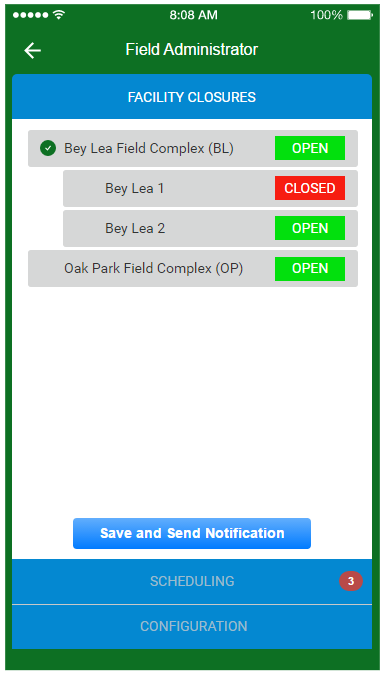 8:08 AM 100%
Field Administrator
FACILITY CLOSURES
Bey Lea Field Complex (BL) OPEN
Bey Lea 1 CLOSED
Bey Lea 2 OPEN
Oak Park Field Complex (OP) OPEN
Save and Send Notification
SCHEDULING 3
CONFIGURATION